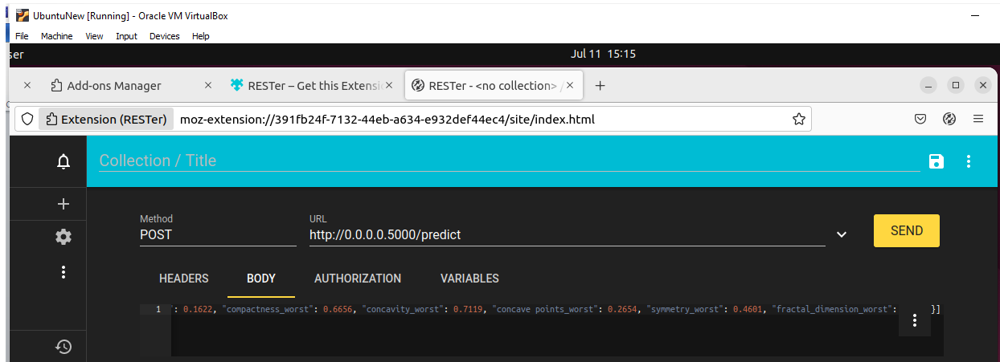 UbuntuNew [Running] - Oracle VM VirtualBox
File Machine View Input Devices Help
ser Jul 11 15:15
Add-ons Manager RESTer – Get this Extensi RESTer - <no collection> /
Extension (RESTer) moz-extension://391fb24f-7132-44eb-a634-e932def44ec4/site/index.html
Collection / Title
Method URL
POST http://0.0.0.0.5000/predict SEND
HEADERS BODY AUTHORIZATION VARIABLES
1 ": 0.1622, "compactness_worst": 0.6656, "concavity_worst": 0.7119, "concave points_worst": 0.2654, "symmetry_worst": 0.4601, "fractal_dimension_worst": }]